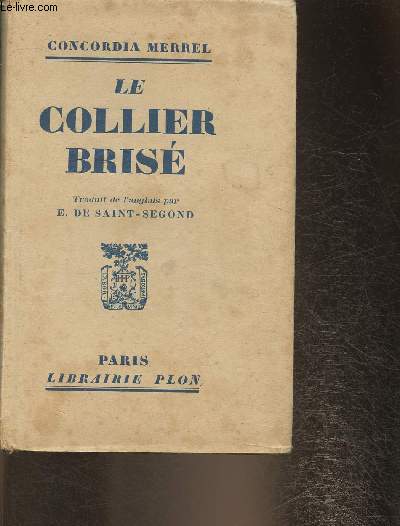 le-livre.com
CONCORDIA MERREL
LE
COLLIER
BRISÉ
Traduit de l'anglais par
E. DE SAINT-SEGOND
PARIS
LIBRAIRIE PLON